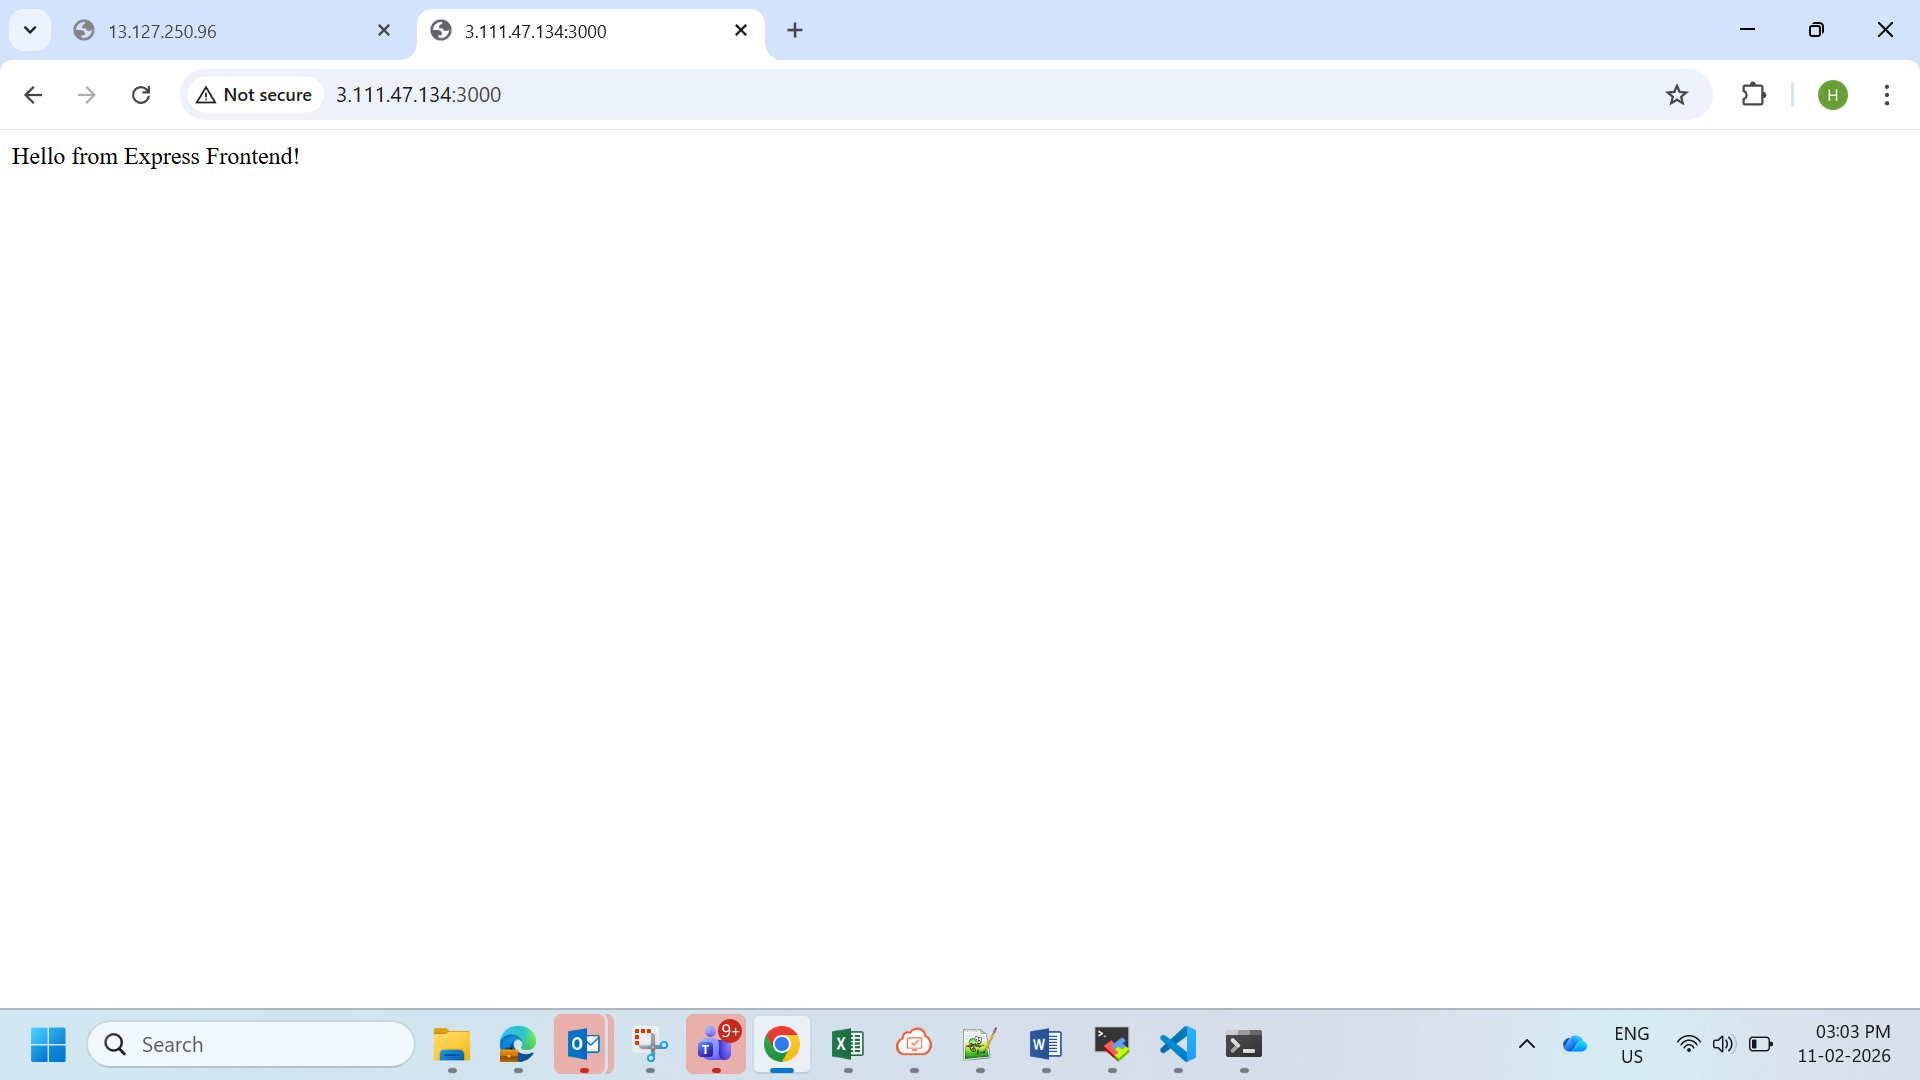 13.127.250.96
3.111.47.134:3000
Not secure
3.111.47.134:3000
H
Hello from Express Frontend!
Search
9+
ENG
US
03:03 PM
11-02-2026